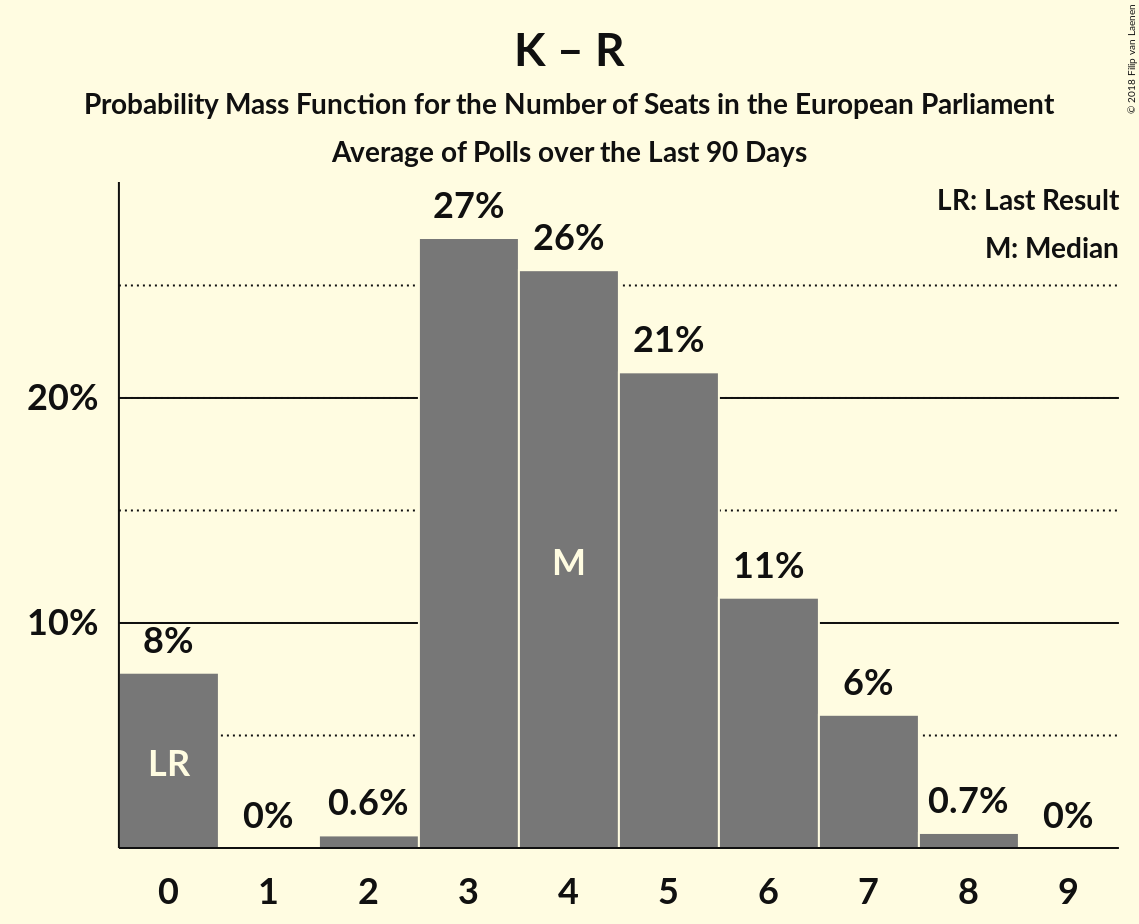 K – R
Probability Mass Function for the Number of Seats in the European Parliament
Average of Polls over the Last 90 Days
© 2018 Filip van Laenen
LR: Last Result
M: Median
27%
26%
21%
20%
M
11%
10%
8%
6%
LR
0%
0.6%
0.7%
0%
0 1 2 3 4 5 6 7 8 9